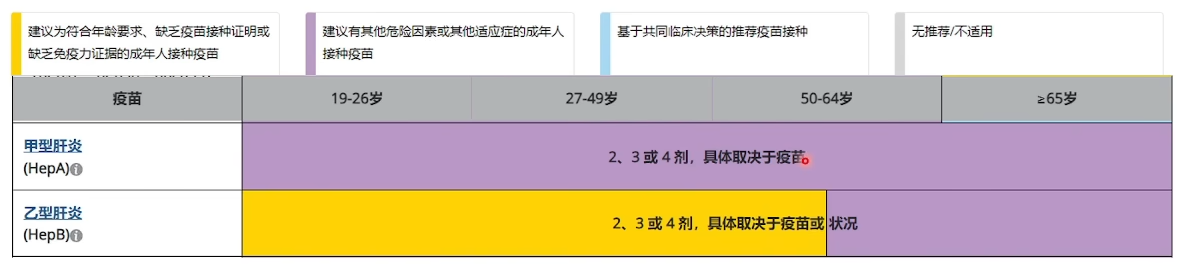 建议为符合年龄要求、缺乏疫苗接种证明或
缺乏免疫力证据的成年人接种疫苗
建议有其他危险因素或其他适应症的成年人
接种疫苗
基于共同临床决策的推荐疫苗接种
无推荐/不适用
疫苗 19-26岁 27-49岁 50-64岁 ≥65岁
甲型肝炎
(HepA)
2、3 或 4 剂，具体取决于疫苗
乙型肝炎
(HepB)
2、3 或 4 剂，具体取决于疫苗或 状况